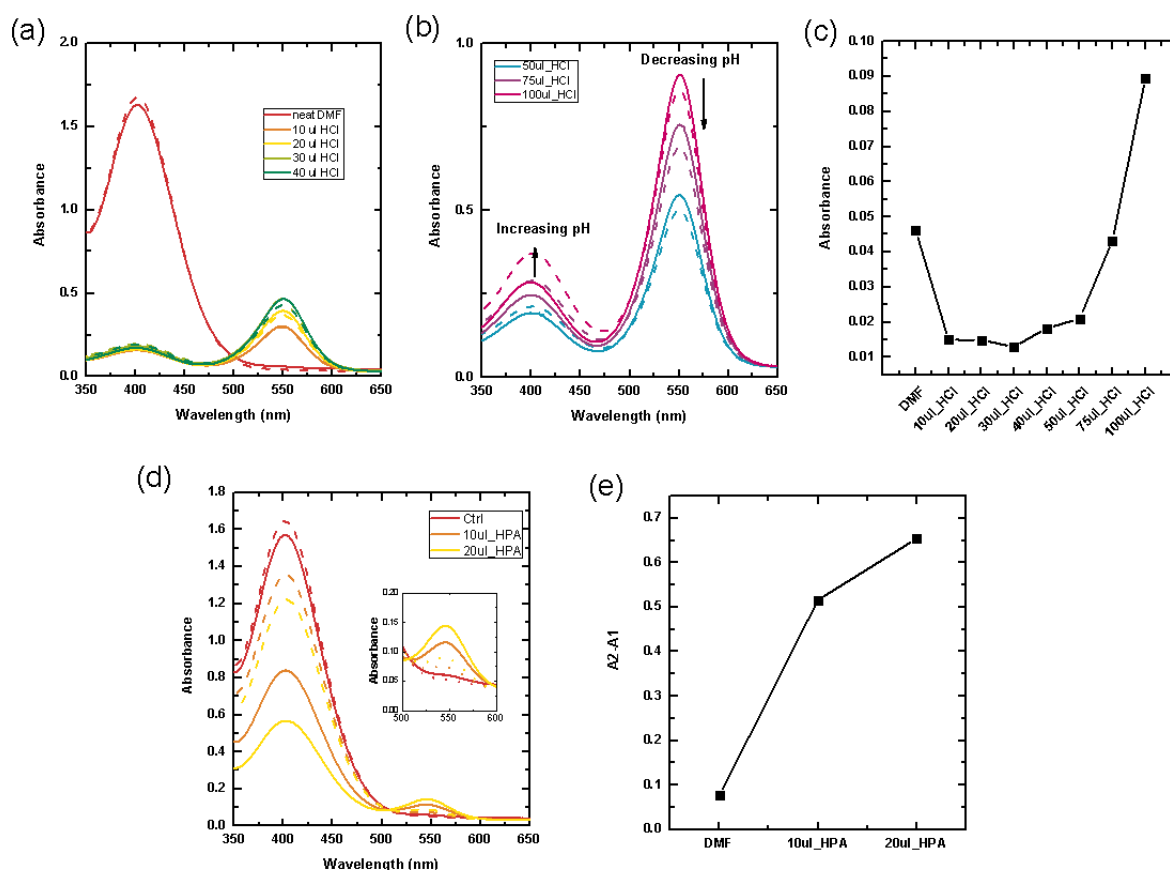 (a)
2.0
1.5
1.0
0.5
0.0
Absorbance
neat DMF
10 ul HCl
20 ul HCl
30 ul HCl
40 ul HCl
350 400 450 500 550 600 650
Wavelength (nm)
(b)
1.0
0.5
0.0
Absorbance
50ul_HCl
75ul_HCl
100ul_HCl
Decreasing pH
Increasing pH
350 400 450 500 550 600 650
Wavelength (nm)
(c)
0.10
0.09
0.08
0.07
0.06
0.05
0.04
0.03
0.02
0.01
Absorbance
DMF
10ul_HCl
20ul_HCl
30ul_HCl
40ul_HCl
50ul_HCl
75ul_HCl
100ul_HCl
(d)
1.8
1.6
1.4
1.2
1.0
0.8
0.6
0.4
0.2
0.0
Absorbance
Ctrl
10ul_HPA
20ul_HPA
0.20
0.15
0.10
0.05
0.00
Absorbance
500 550 600
350 400 450 500 550 600 650
Wavelength (nm)
(e)
0.7
0.6
0.5
0.4
0.3
0.2
0.1
0.0
A2-A1
DMF 10ul_HPA 20ul_HPA